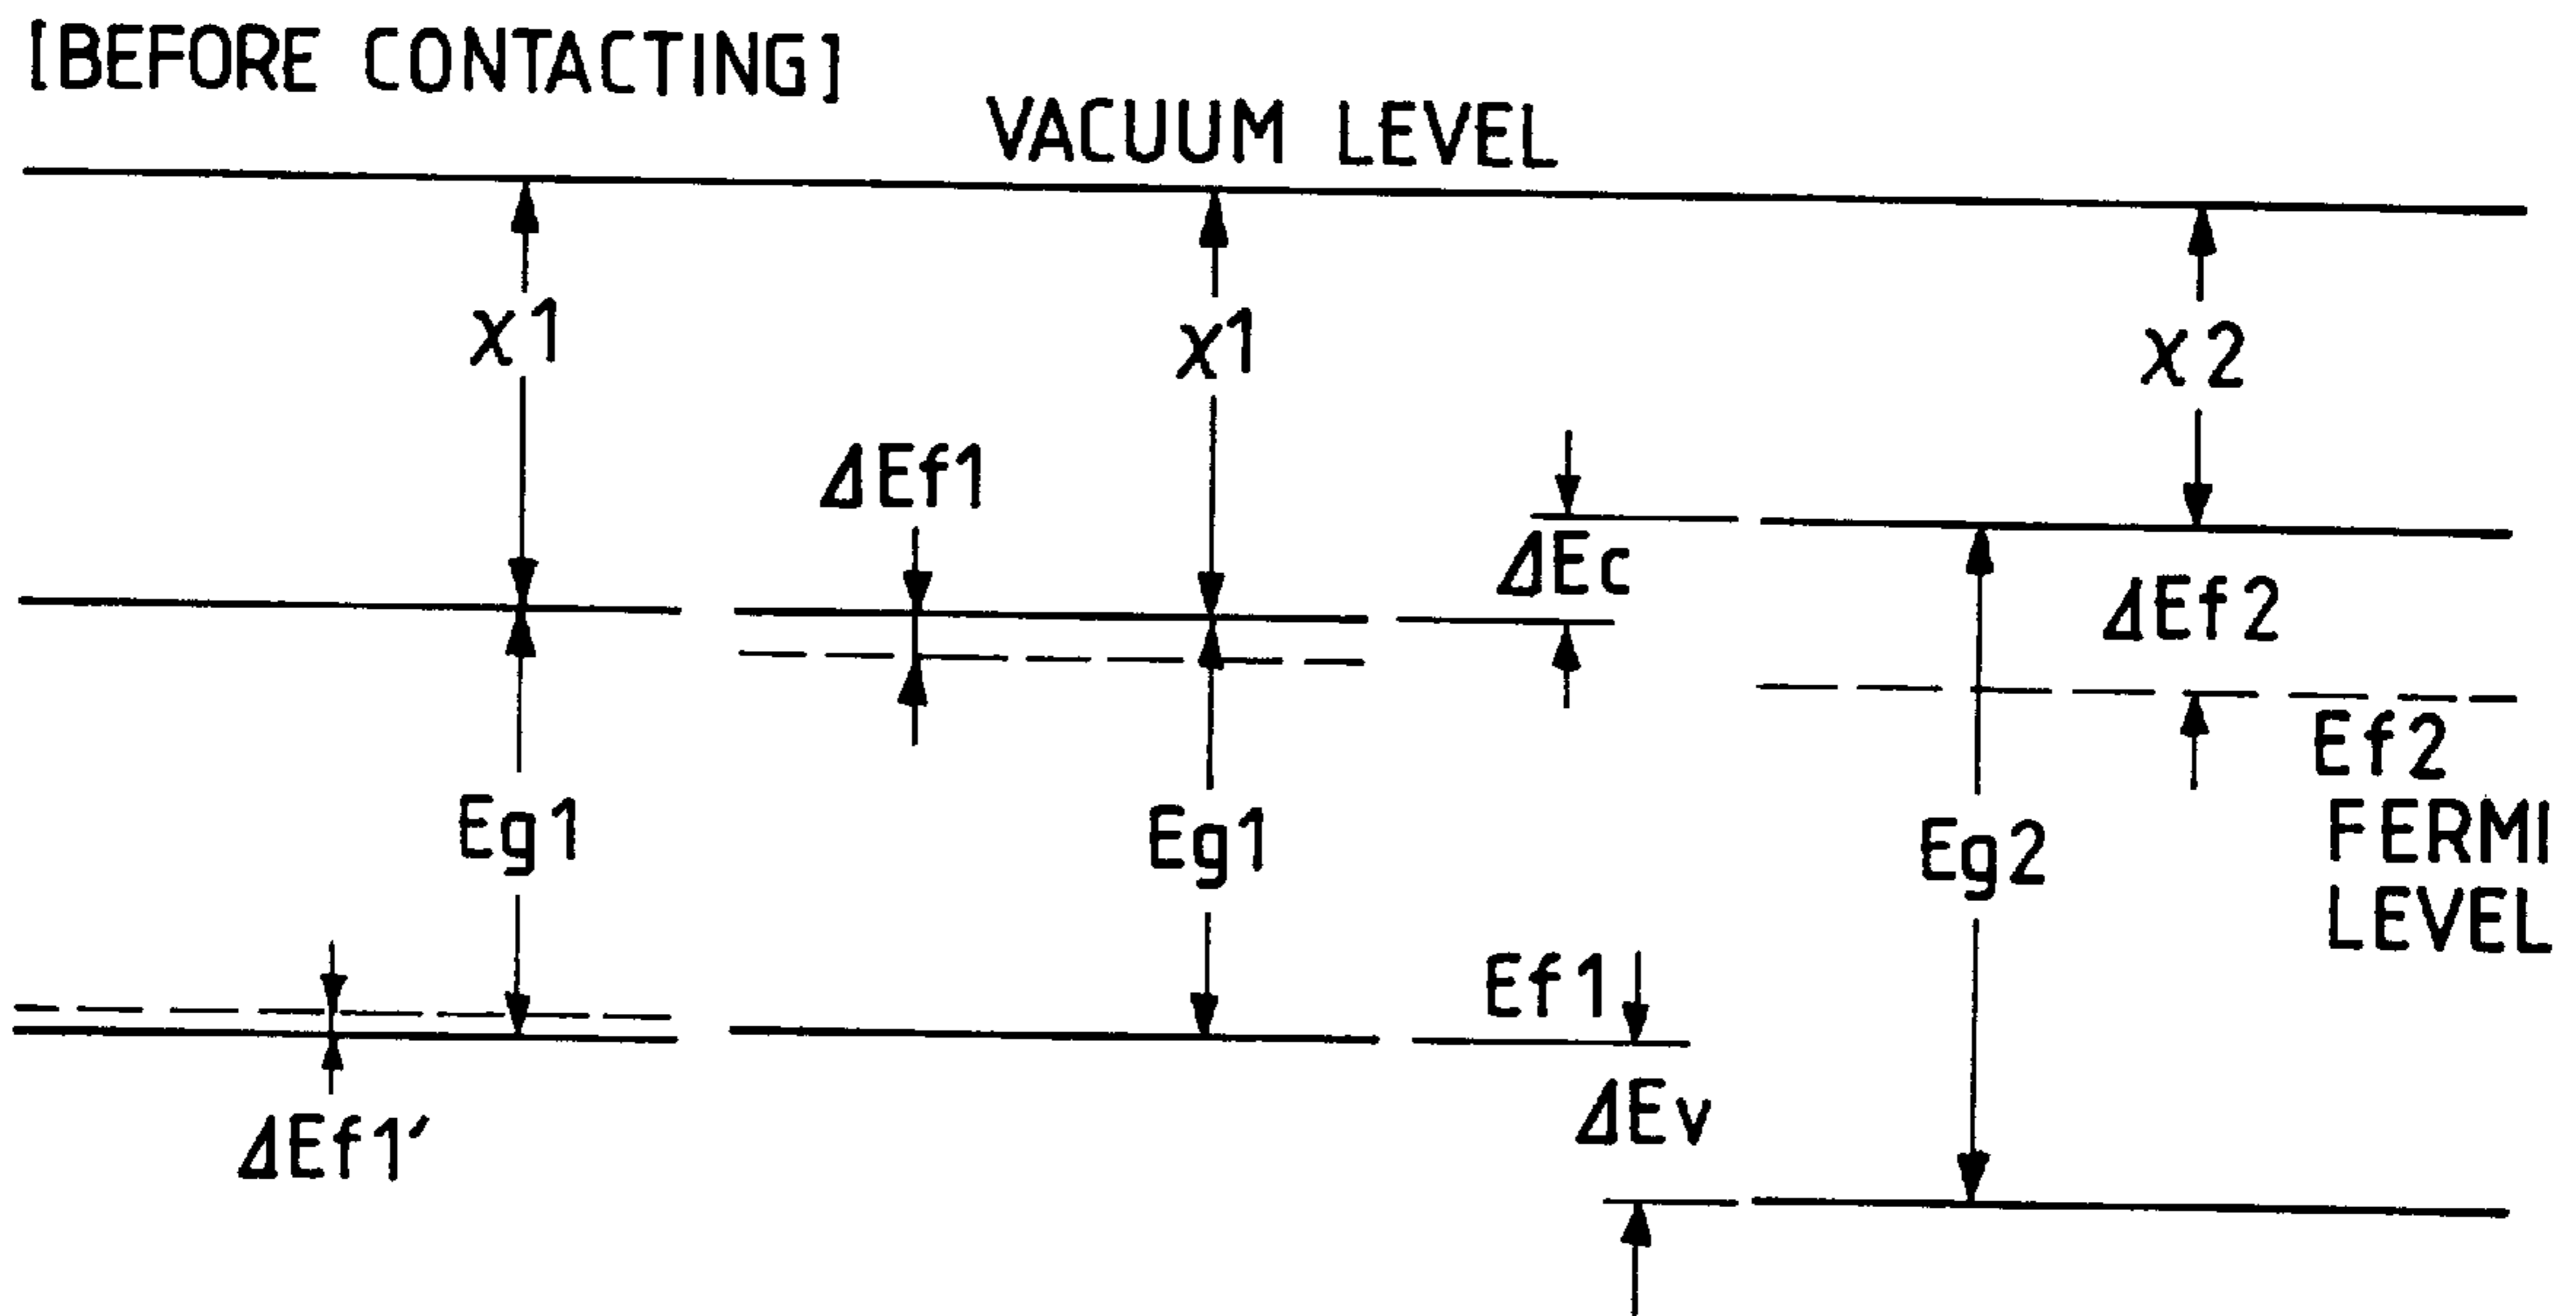 [BEFORE CONTACTING]
VACUUM LEVEL
χ1
χ1
χ2
ΔEf1
ΔEc
ΔEf2
Ef2
FERMI
LEVEL
Eg1
Eg1
Eg2
Ef1
ΔEv
ΔEf1′